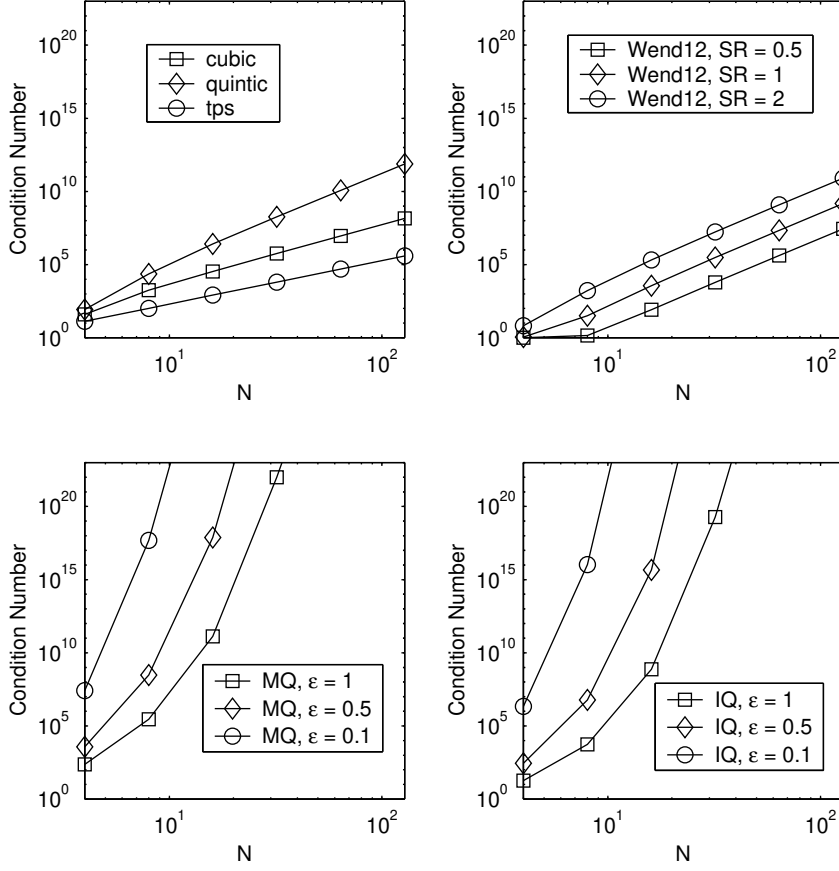 10^20
10^15
10^10
10^5
10^0
Condition Number
cubic
quintic
tps
10^1
10^2
N
10^20
10^15
10^10
10^5
10^0
Condition Number
Wend12, SR = 0.5
Wend12, SR = 1
Wend12, SR = 2
10^1
10^2
N
10^20
10^15
10^10
10^5
10^0
Condition Number
MQ, ε = 1
MQ, ε = 0.5
MQ, ε = 0.1
10^1
10^2
N
10^20
10^15
10^10
10^5
10^0
Condition Number
IQ, ε = 1
IQ, ε = 0.5
IQ, ε = 0.1
10^1
10^2
N